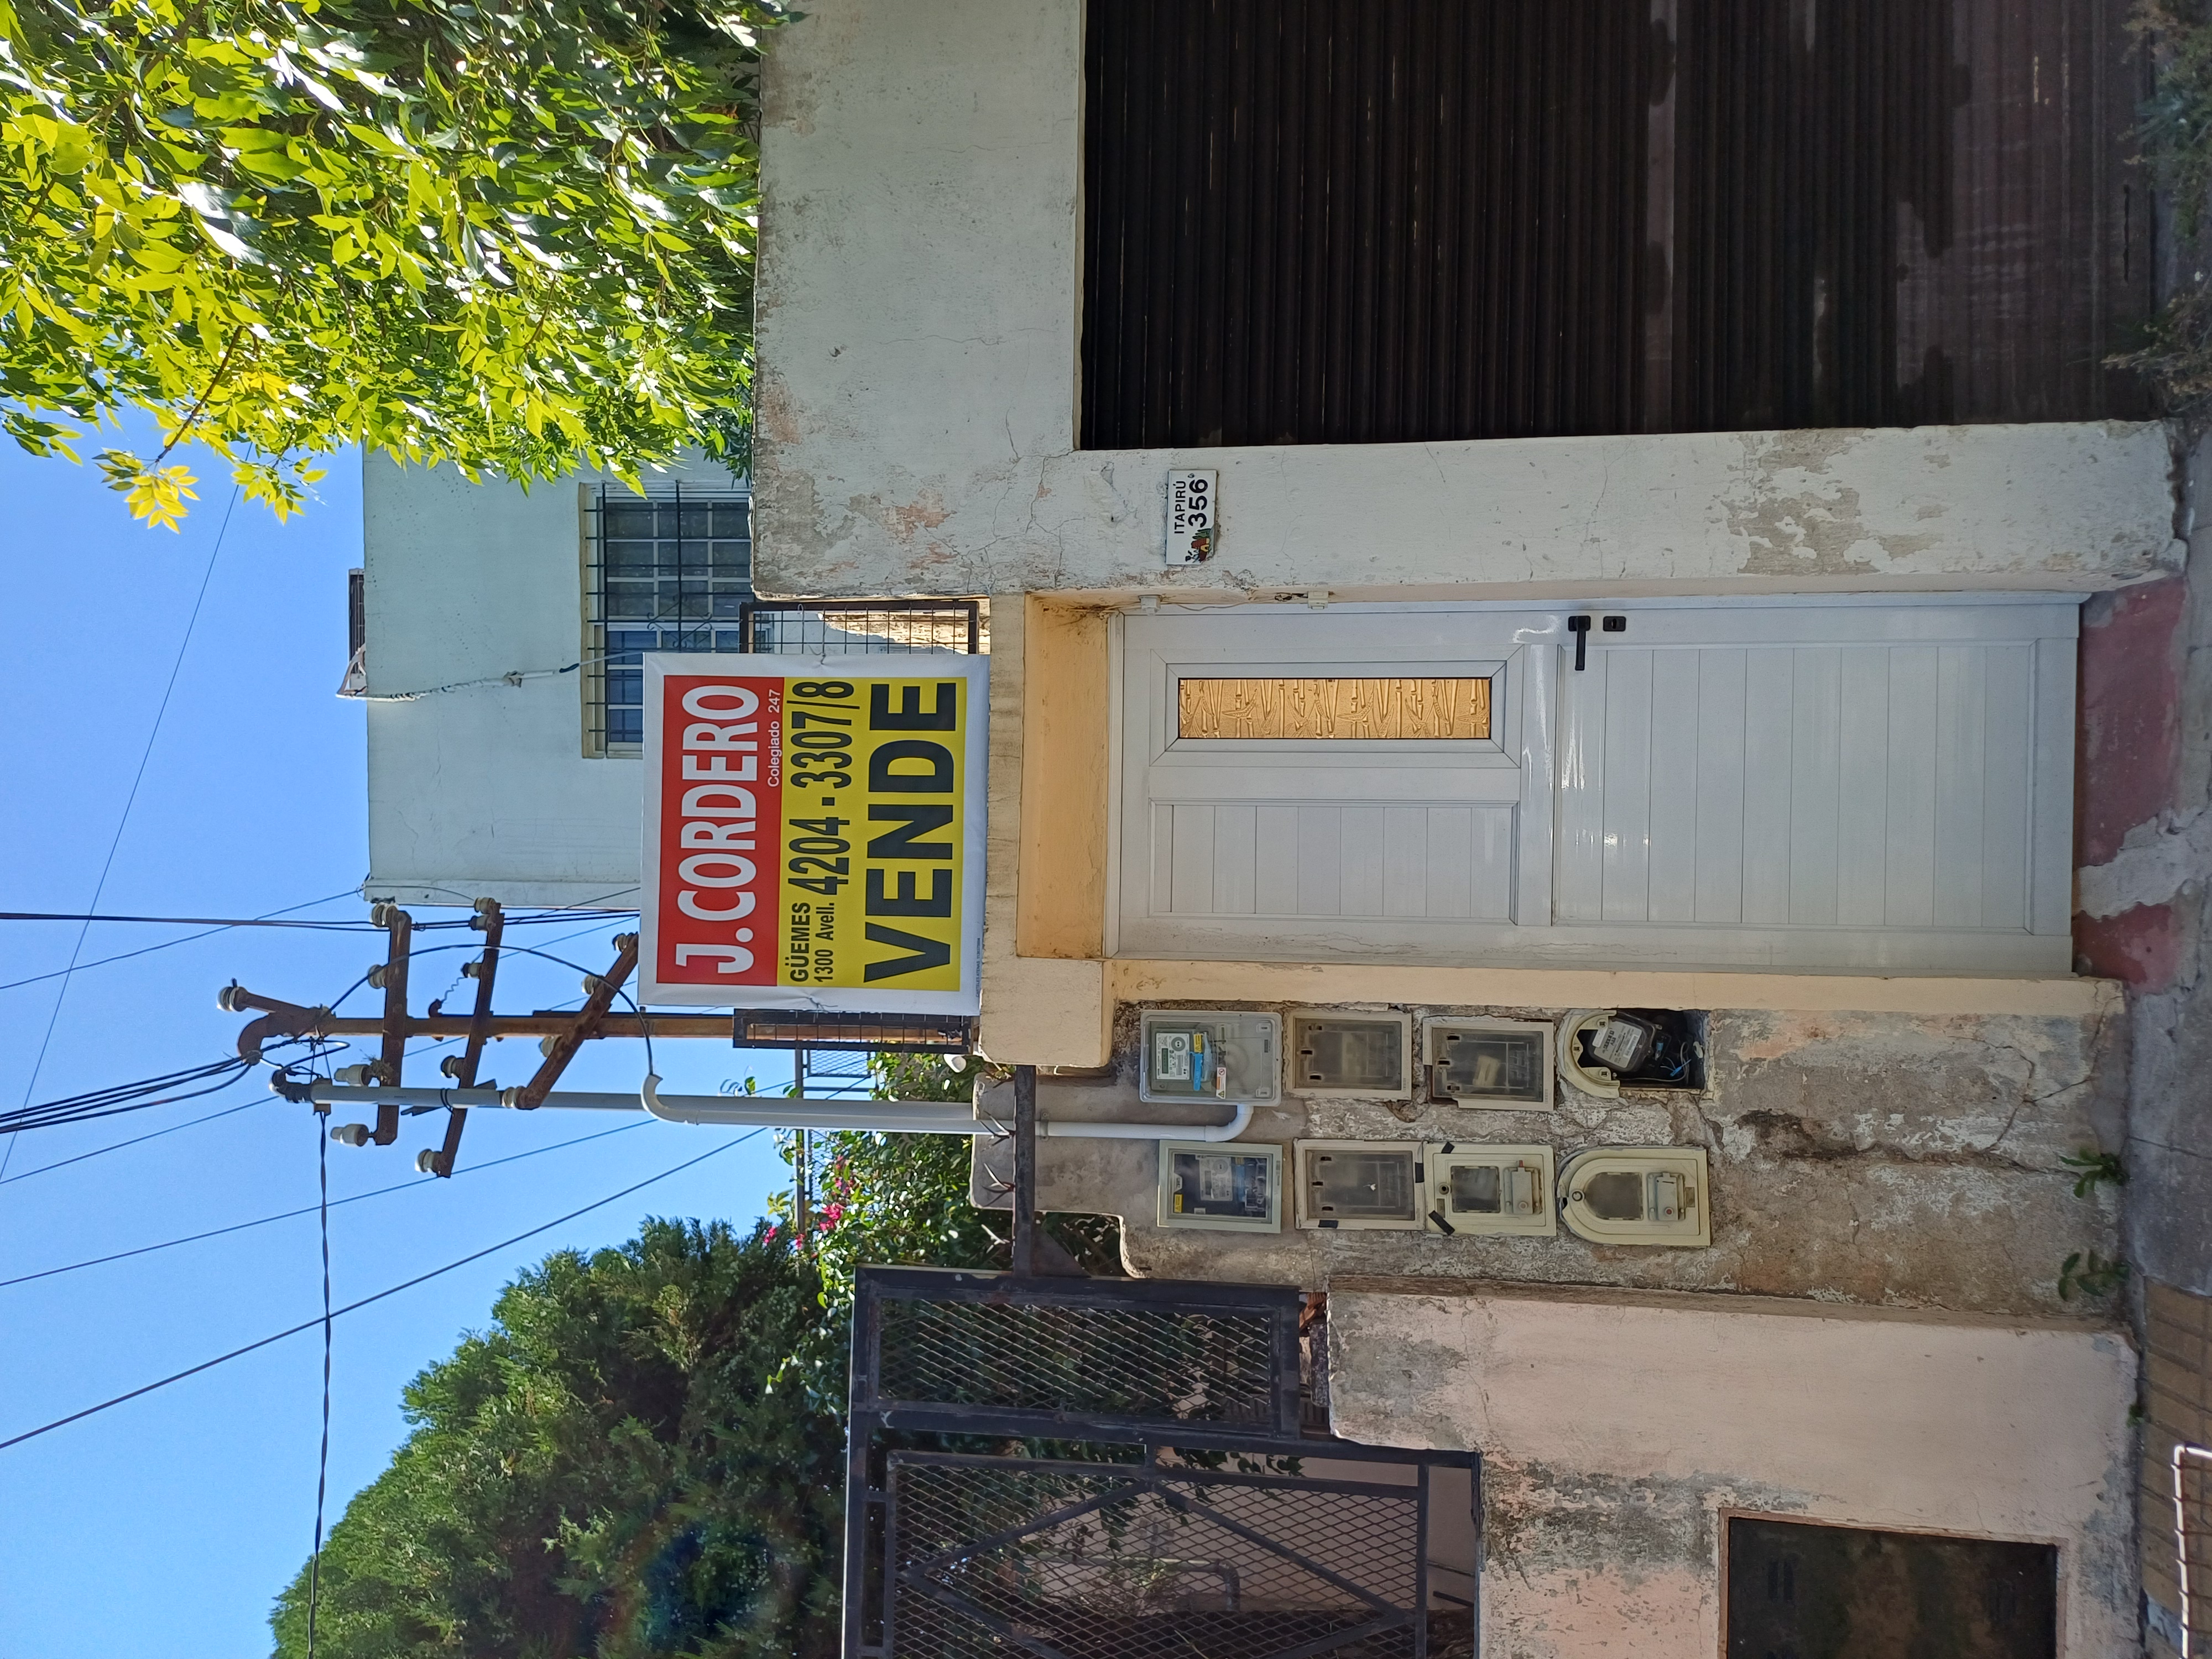 J. CORDERO
Colegiado 247
GÜEMES
1300 Avell. 4204-3307/8
VENDE
ITAPIRÚ
356